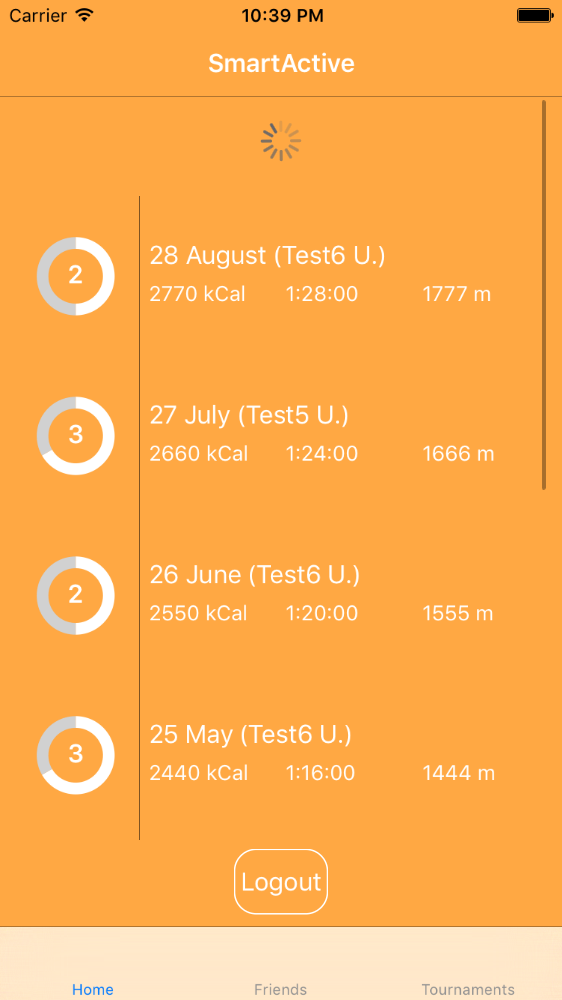 Carrier 10:39 PM
SmartActive
2
28 August (Test6 U.)
2770 kCal 1:28:00 1777 m
3
27 July (Test5 U.)
2660 kCal 1:24:00 1666 m
2
26 June (Test6 U.)
2550 kCal 1:20:00 1555 m
3
25 May (Test6 U.)
2440 kCal 1:16:00 1444 m
Logout
Home Friends Tournaments